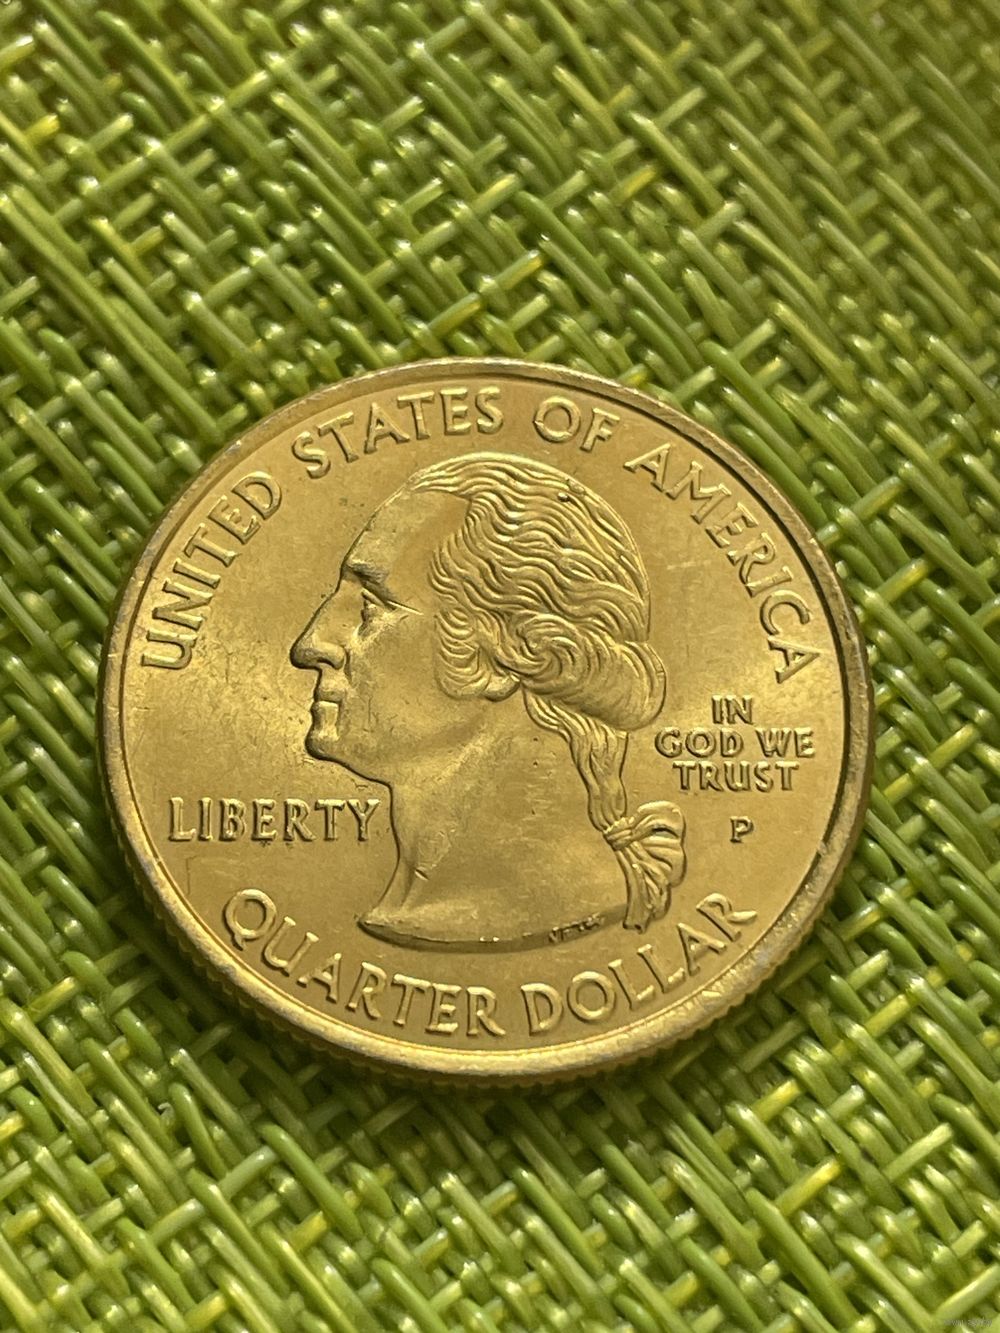 UNITED STATES OF AMERICA
IN
GOD WE
TRUST
LIBERTY
P
QUARTER DOLLAR